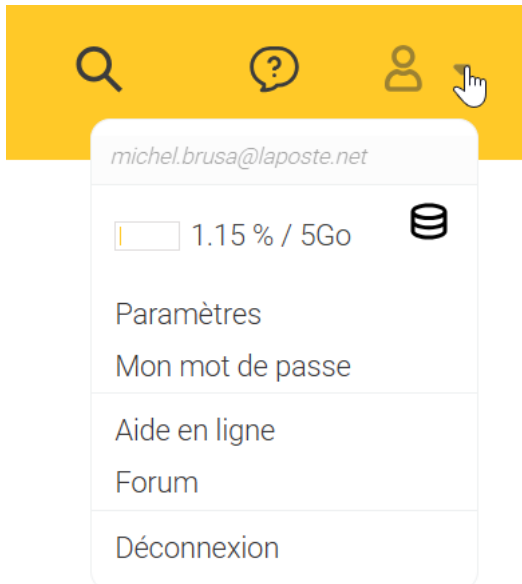 michel.brusa@laposte.net
1.15 % / 5Go
Paramètres
Mon mot de passe
Aide en ligne
Forum
Déconnexion